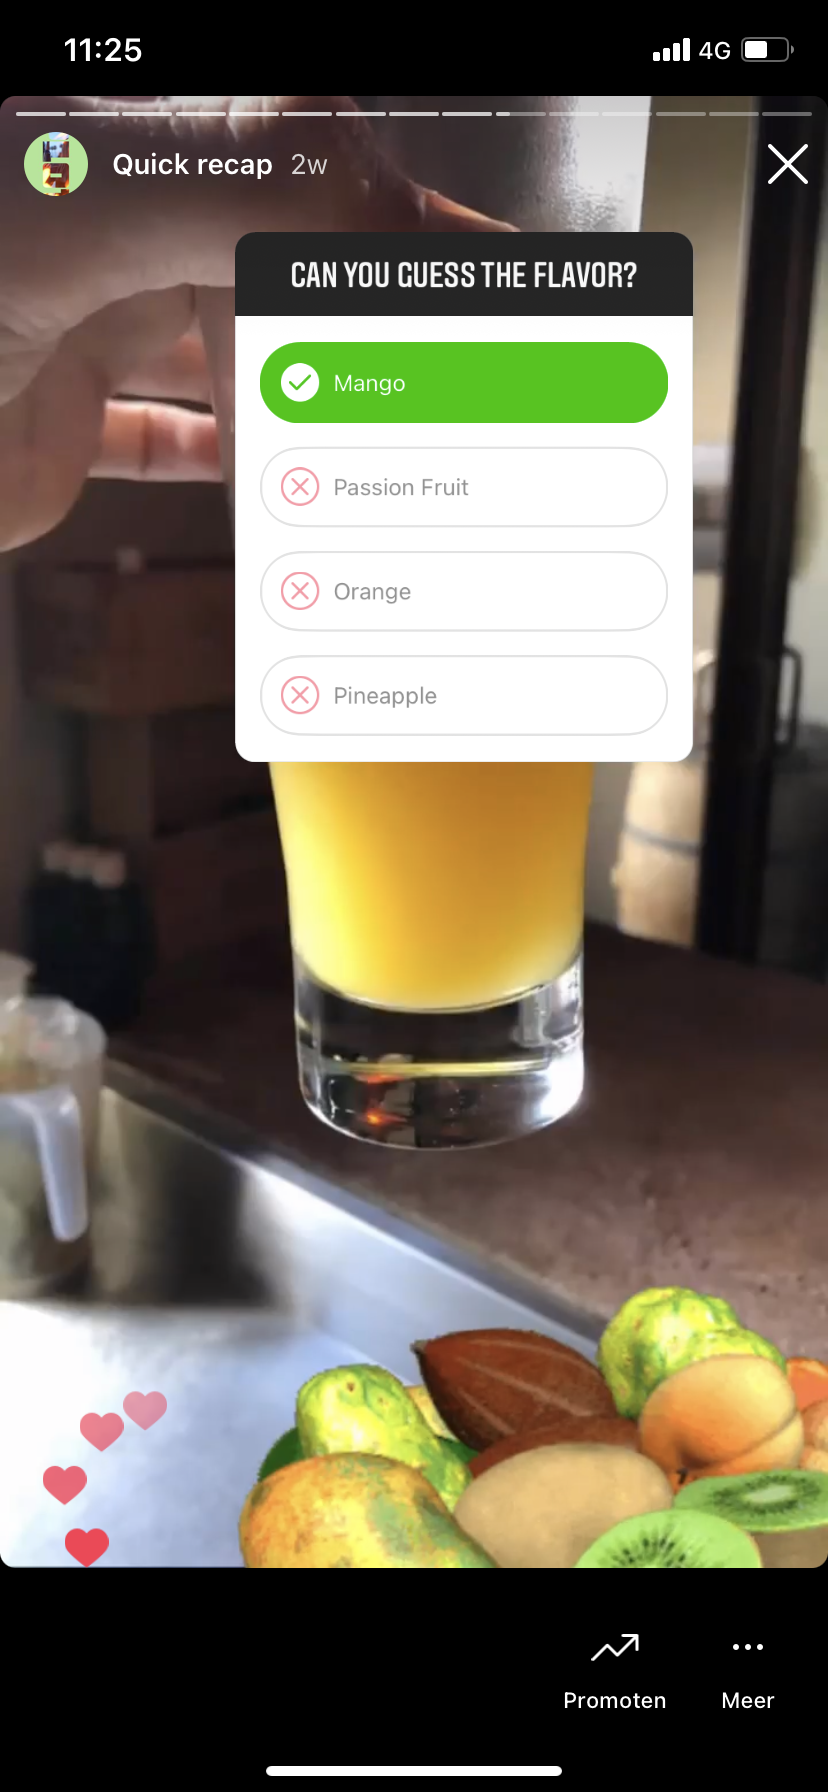 11:25
4G
Quick recap 2w
CAN YOU GUESS THE FLAVOR?
Mango
Passion Fruit
Orange
Pineapple
Promoten
Meer